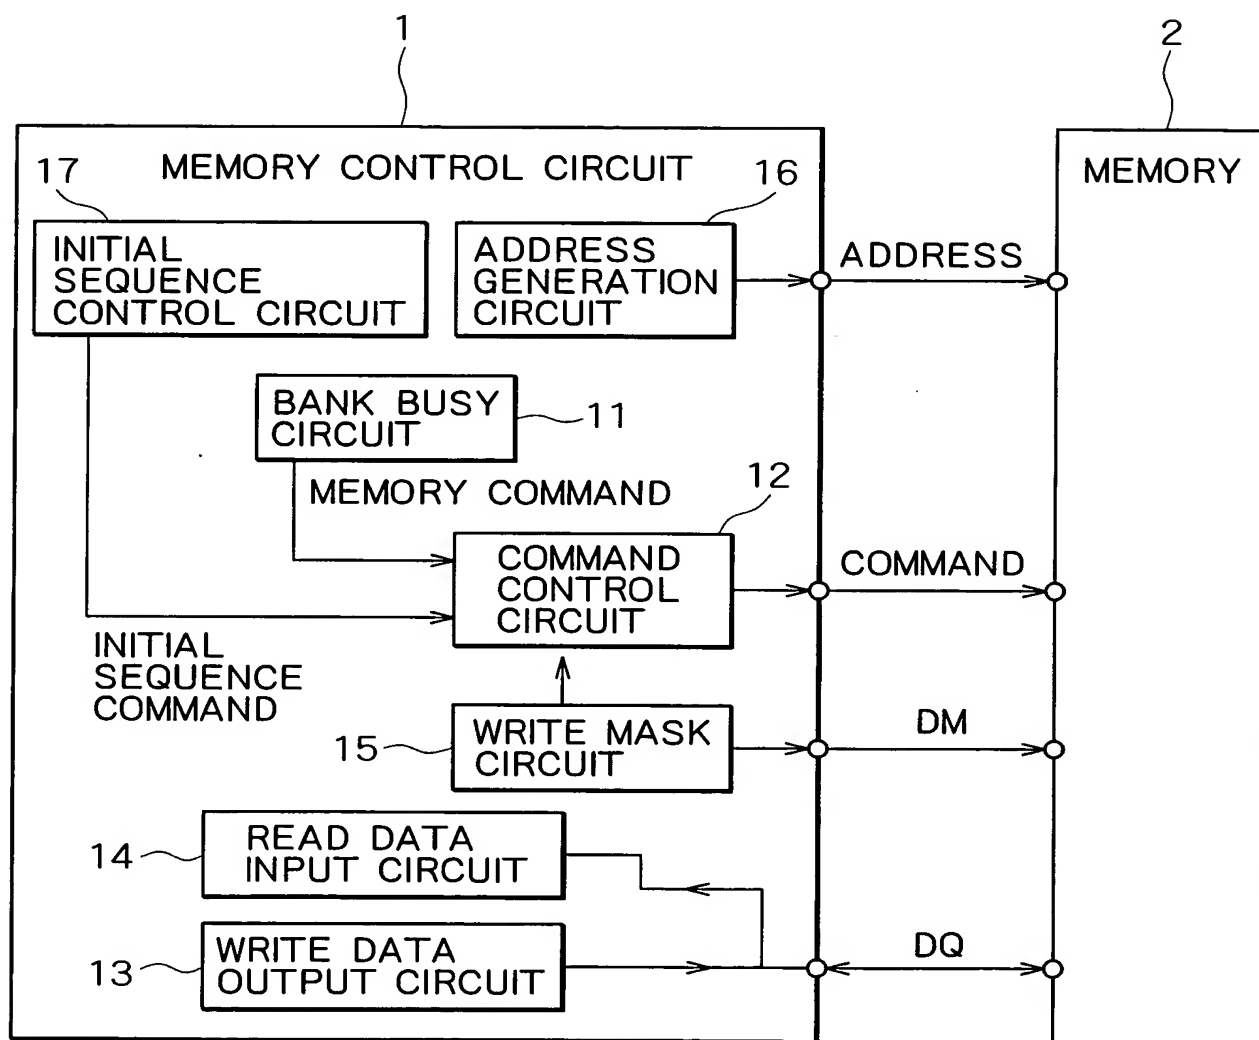 1
2
MEMORY CONTROL CIRCUIT
MEMORY
17
16
INITIAL
SEQUENCE
CONTROL CIRCUIT
ADDRESS
GENERATION
CIRCUIT
ADDRESS
BANK BUSY
CIRCUIT
11
MEMORY COMMAND
12
COMMAND
CONTROL
CIRCUIT
COMMAND
INITIAL
SEQUENCE
COMMAND
15
WRITE MASK
CIRCUIT
DM
14
READ DATA
INPUT CIRCUIT
13
WRITE DATA
OUTPUT CIRCUIT
DQ